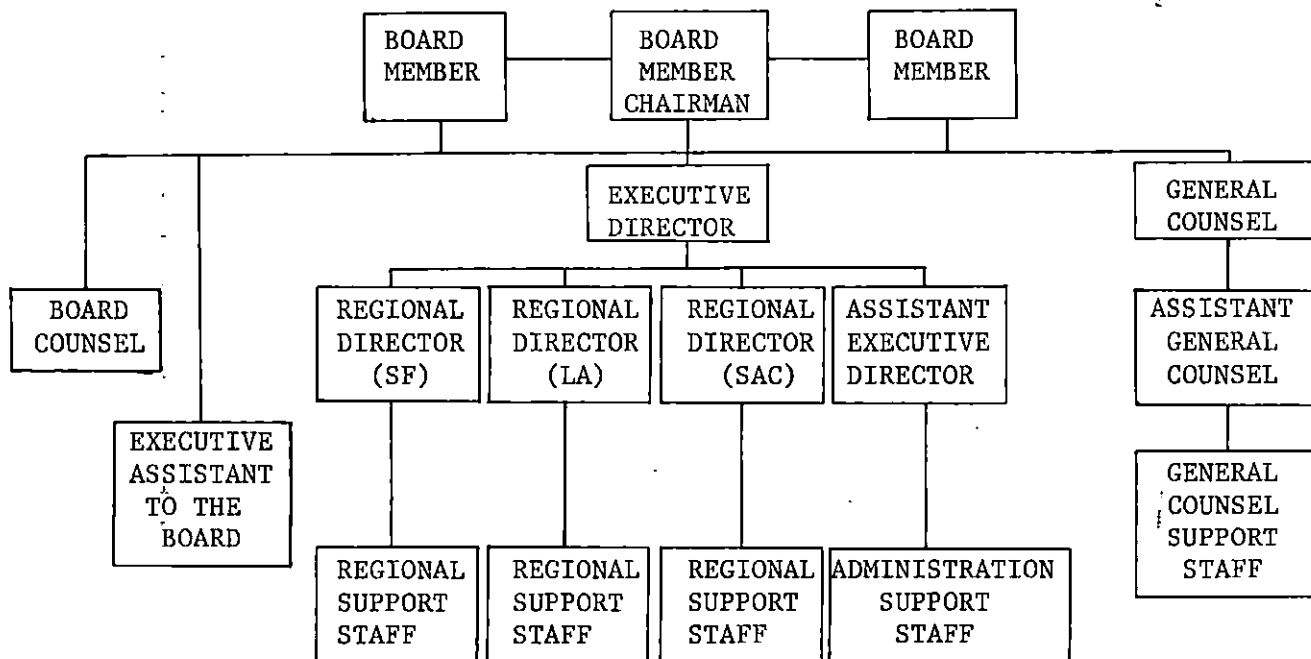 BOARD
MEMBER
BOARD
MEMBER
CHAIRMAN
BOARD
MEMBER
EXECUTIVE
DIRECTOR
GENERAL
COUNSEL
BOARD
COUNSEL
REGIONAL
DIRECTOR
(SF)
REGIONAL
DIRECTOR
(LA)
REGIONAL
DIRECTOR
(SAC)
ASSISTANT
EXECUTIVE
DIRECTOR
ASSISTANT
GENERAL
COUNSEL
EXECUTIVE
ASSISTANT
TO THE
BOARD
GENERAL
COUNSEL
SUPPORT
STAFF
REGIONAL
SUPPORT
STAFF
REGIONAL
SUPPORT
STAFF
REGIONAL
SUPPORT
STAFF
ADMINISTRATION
SUPPORT
STAFF